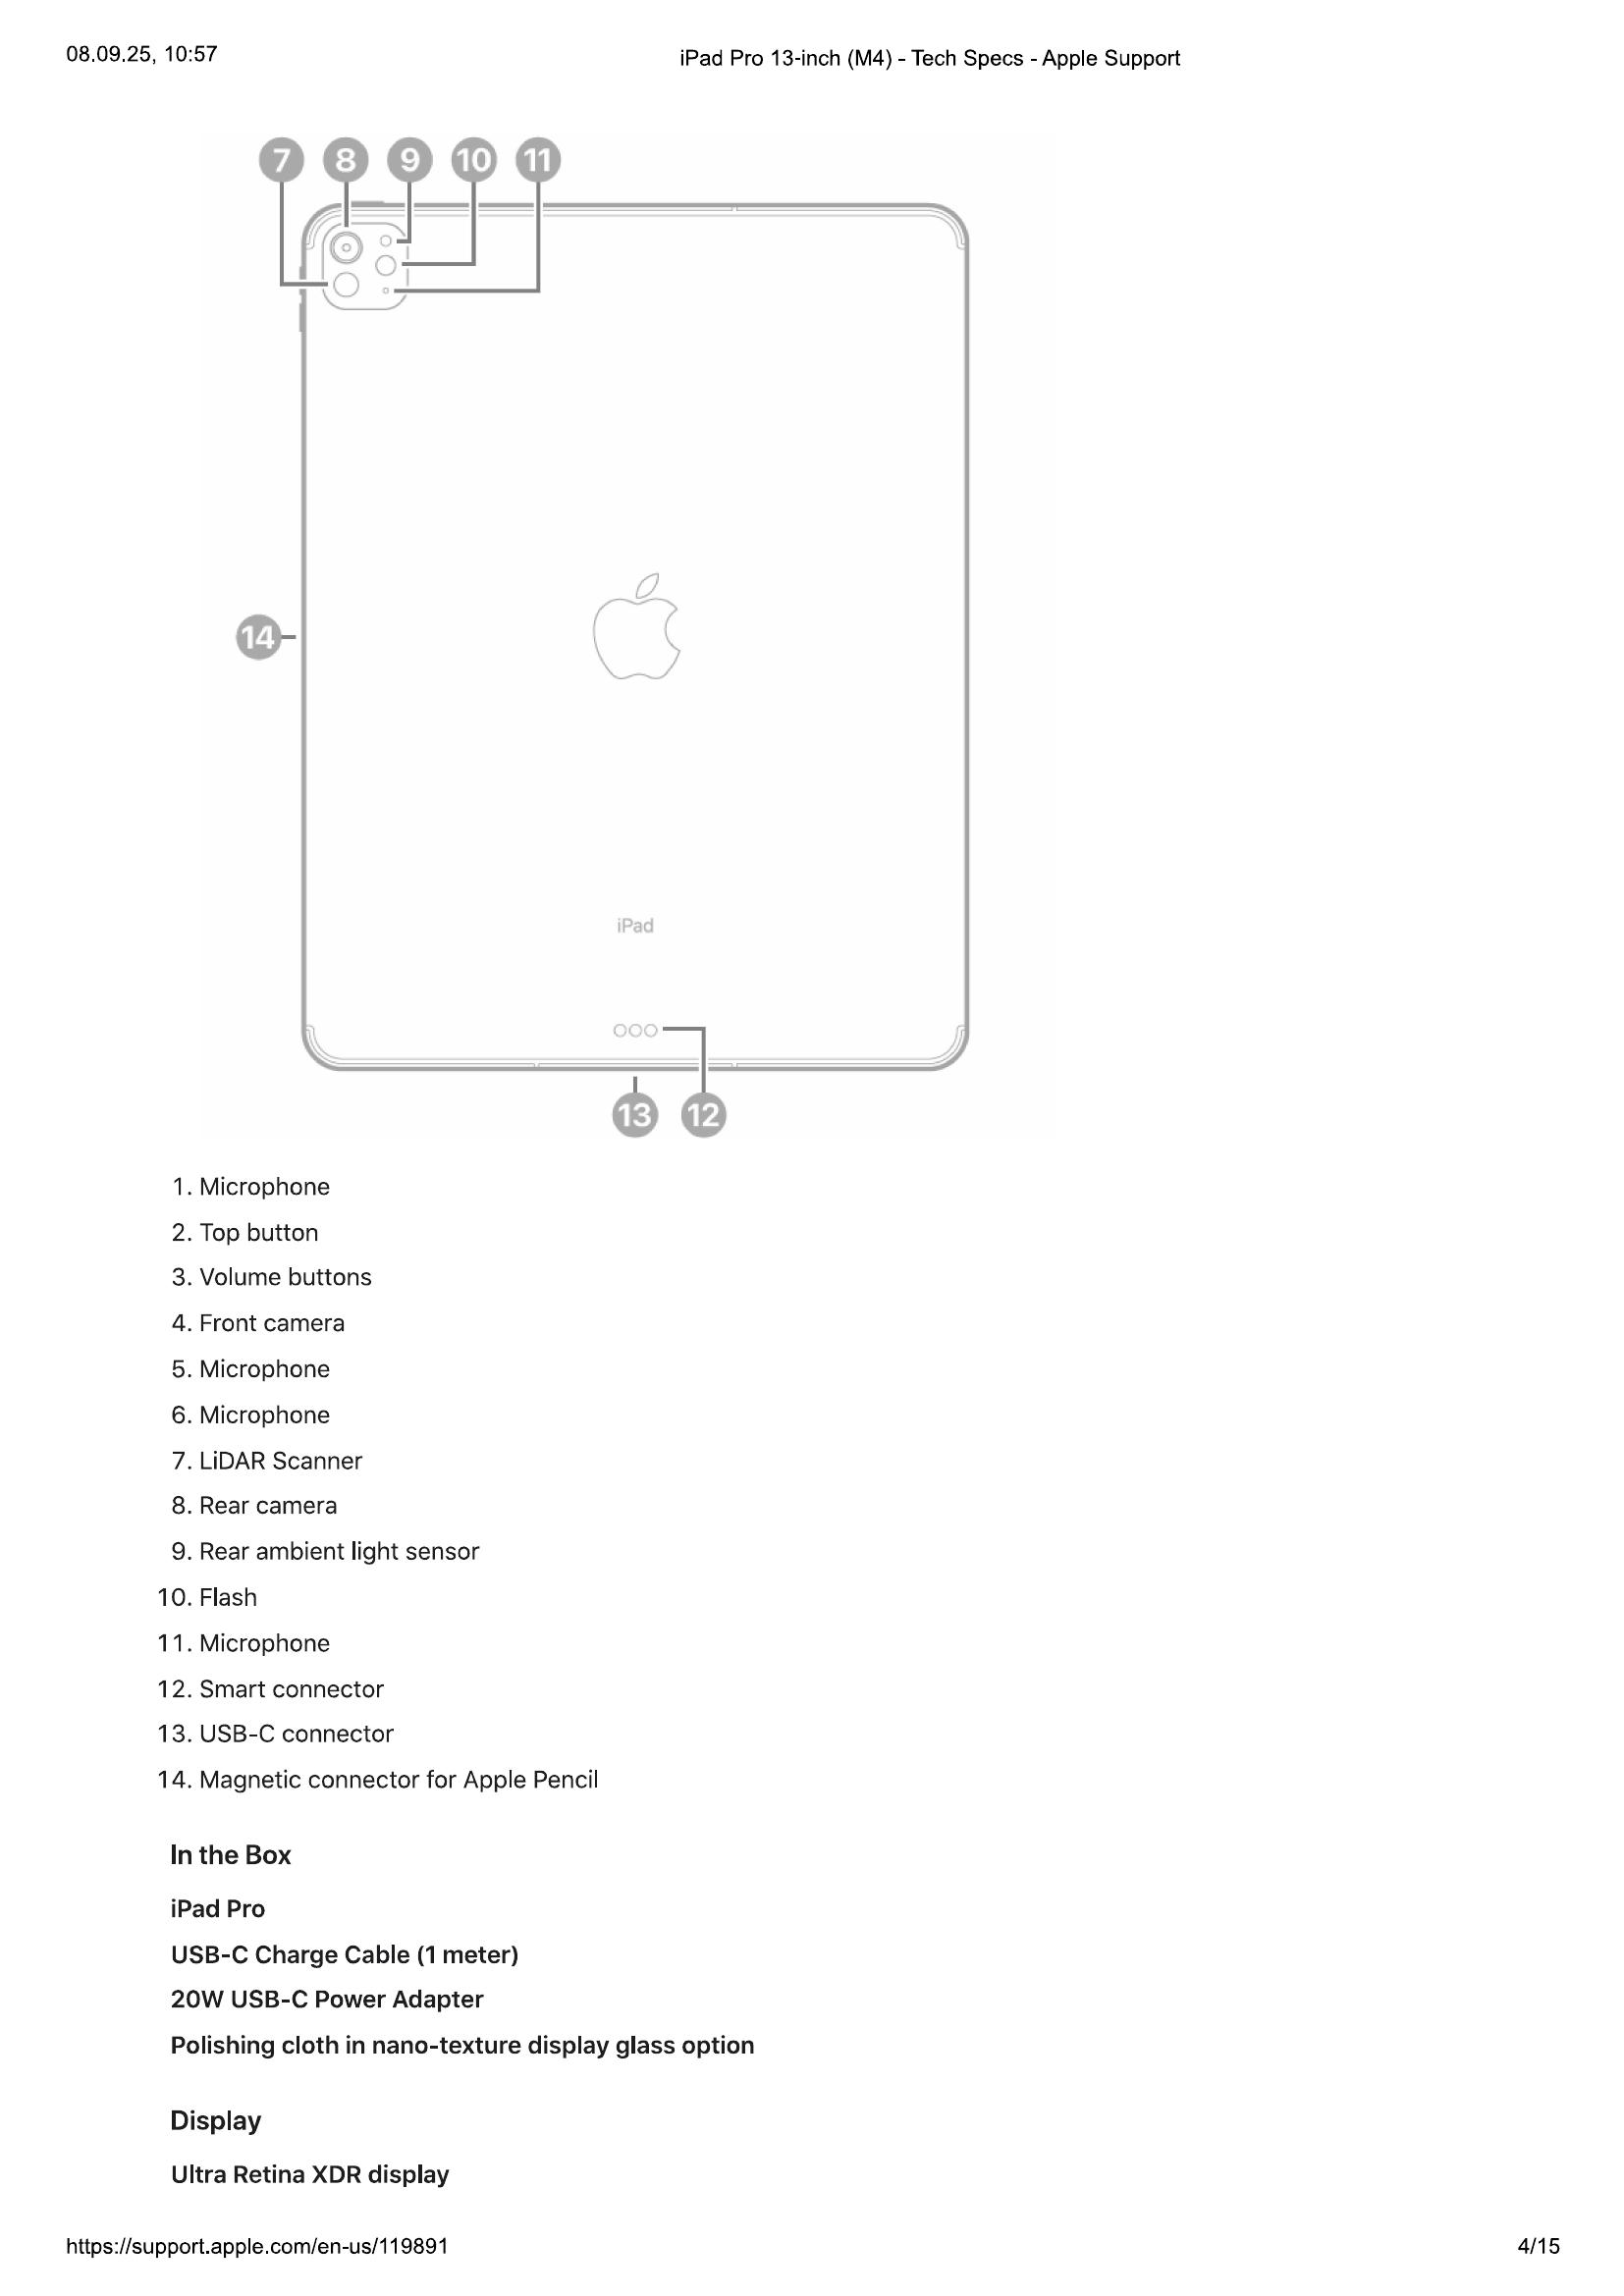 08.09.25, 10:57
iPad Pro 13-inch (M4) - Tech Specs - Apple Support
7 8 9 10 11
14
iPad
13 12
1. Microphone
2. Top button
3. Volume buttons
4. Front camera
5. Microphone
6. Microphone
7. LiDAR Scanner
8. Rear camera
9. Rear ambient light sensor
10. Flash
11. Microphone
12. Smart connector
13. USB-C connector
14. Magnetic connector for Apple Pencil
In the Box
iPad Pro
USB-C Charge Cable (1 meter)
20W USB-C Power Adapter
Polishing cloth in nano-texture display glass option
Display
Ultra Retina XDR display
https://support.apple.com/en-us/119891
4/15